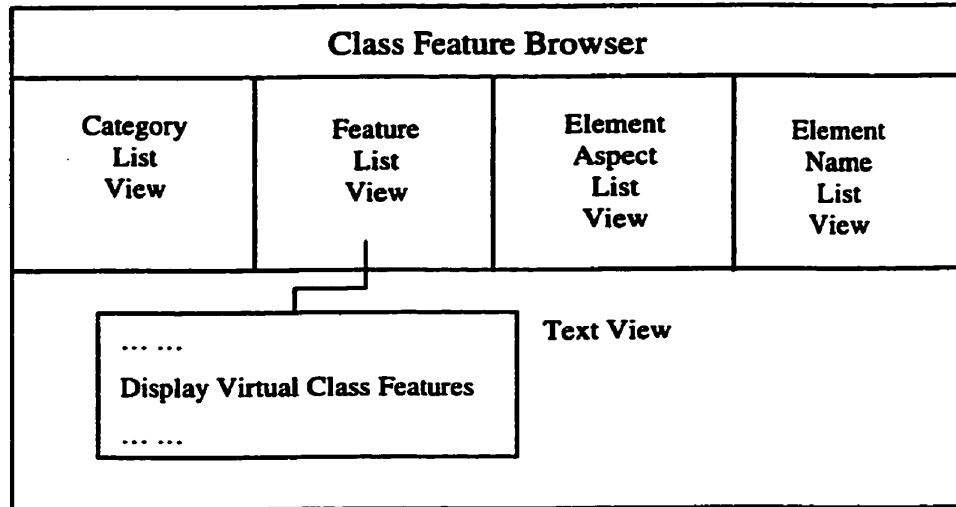 Class Feature Browser
Category
List
View
Feature
List
View
Element
Aspect
List
View
Element
Name
List
View
Text View
... ...
Display Virtual Class Features
... ...